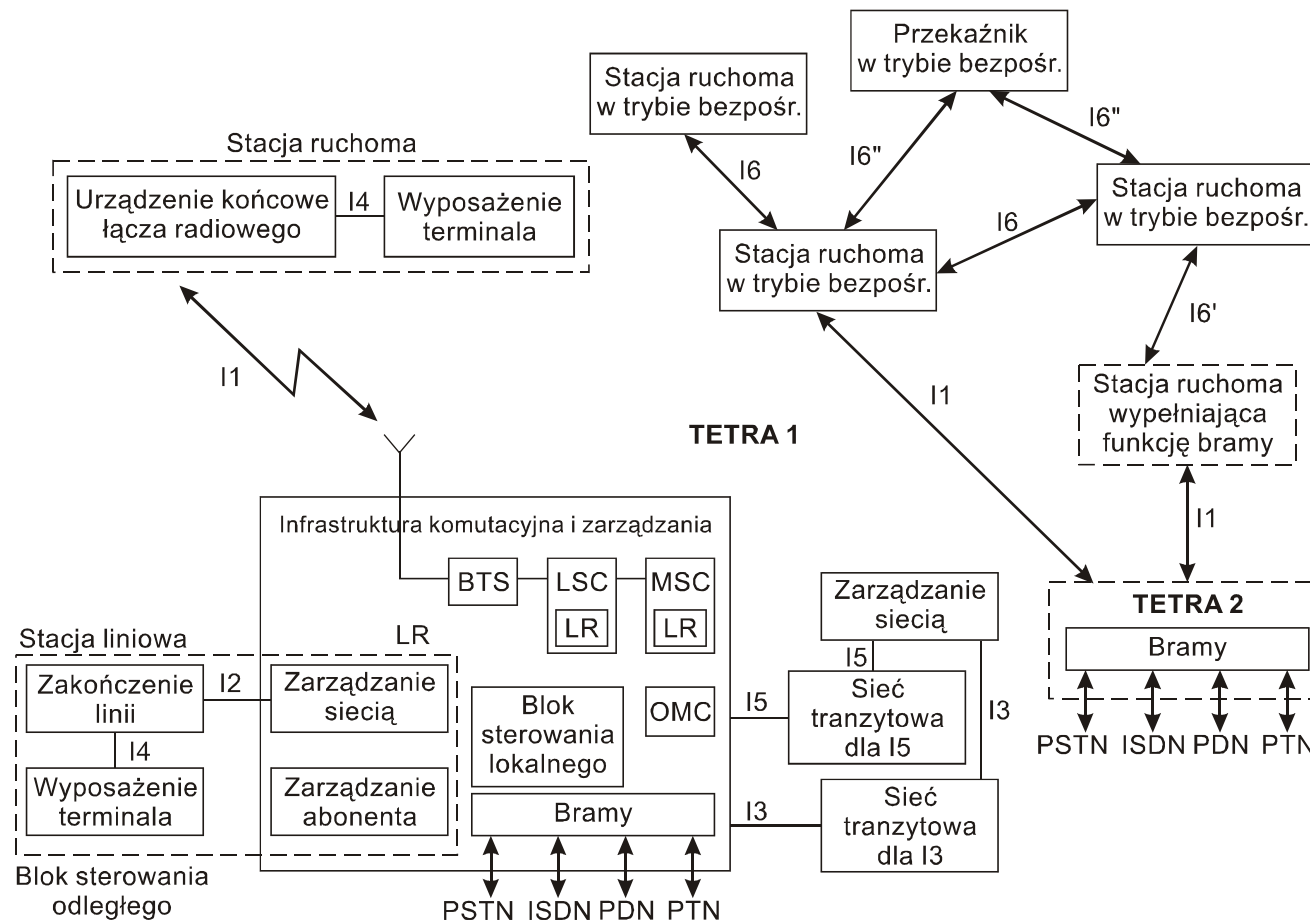 Przekaźnik
w trybie bezpośr.
Stacja ruchoma
w trybie bezpośr.
I6"
I6"
I6
Stacja ruchoma
Urządzenie końcowe
łącza radiowego
I4
Wyposażenie
terminala
Stacja ruchoma
w trybie bezpośr.
I6
Stacja ruchoma
w trybie bezpośr.
I6'
I1
I1
Stacja ruchoma
wypełniająca
funkcję bramy
TETRA 1
I1
Infrastruktura komutacyjna i zarządzania
BTS
LSC
MSC
LR
LR
Zarządzanie
siecią
TETRA 2
Bramy
PSTN
ISDN
PDN
PTN
Stacja liniowa
LR
Zakończenie
linii
I2
Zarządzanie
siecią
I4
Wyposażenie
terminala
Zarządzanie
abonenta
Blok
sterowania
lokalnego
OMC
I5
I5
Sieć
tranzytowa
dla I5
I3
Bramy
I3
Sieć
tranzytowa
dla I3
Blok sterowania
odległego
PSTN
ISDN
PDN
PTN